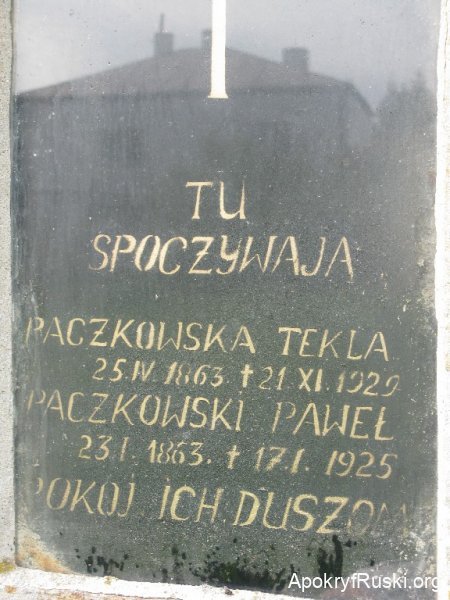 TU
SPOCZYWAJA
PACZKOWSKA TEKLA
25.IV.1863. † 21.XI.1929
PACZKOWSKI PAWEŁ
23.I.1863. † 17.I.1925
POKÓJ ICH DUSZOM
ApokryfRuski.org